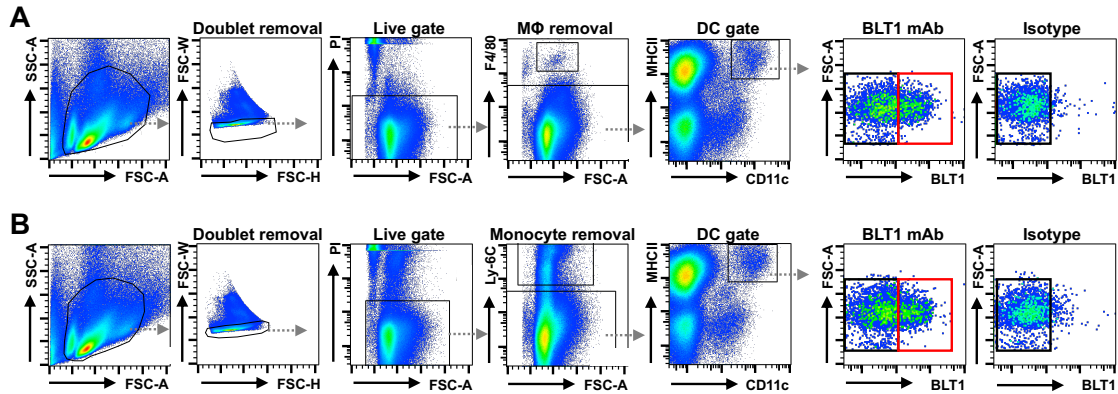 A
Doublet removal
Live gate
MΦ removal
DC gate
BLT1 mAb
Isotype
SSC-A
FSC-W
PI
F4/80
MHCII
FSC-A
FSC-A
FSC-A
FSC-H
FSC-A
FSC-A
CD11c
BLT1
BLT1
B
Doublet removal
Live gate
Monocyte removal
DC gate
BLT1 mAb
Isotype
SSC-A
FSC-W
PI
Ly-6C
MHCII
FSC-A
FSC-A
FSC-A
FSC-H
FSC-A
FSC-A
CD11c
BLT1
BLT1